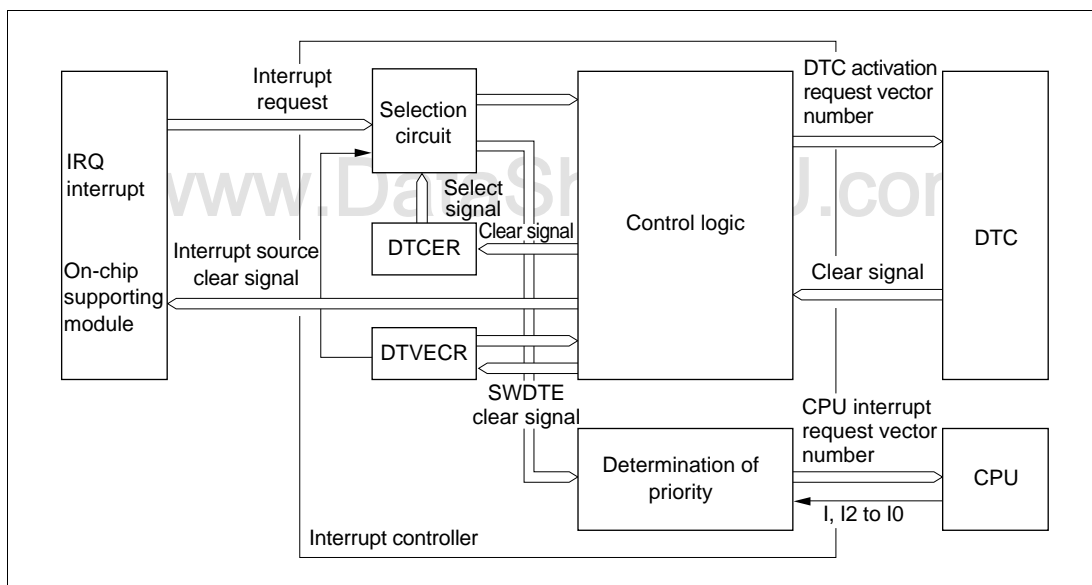 Interrupt
request
Selection
circuit
DTC activation
request vector
number
IRQ
interrupt
On-chip
supporting
module
Select
signal
Control logic
DTC
DTCER
Clear signal
Interrupt source
clear signal
Clear signal
DTVECR
SWDTE
clear signal
CPU interrupt
request vector
number
Determination of
priority
CPU
I, I2 to I0
Interrupt controller